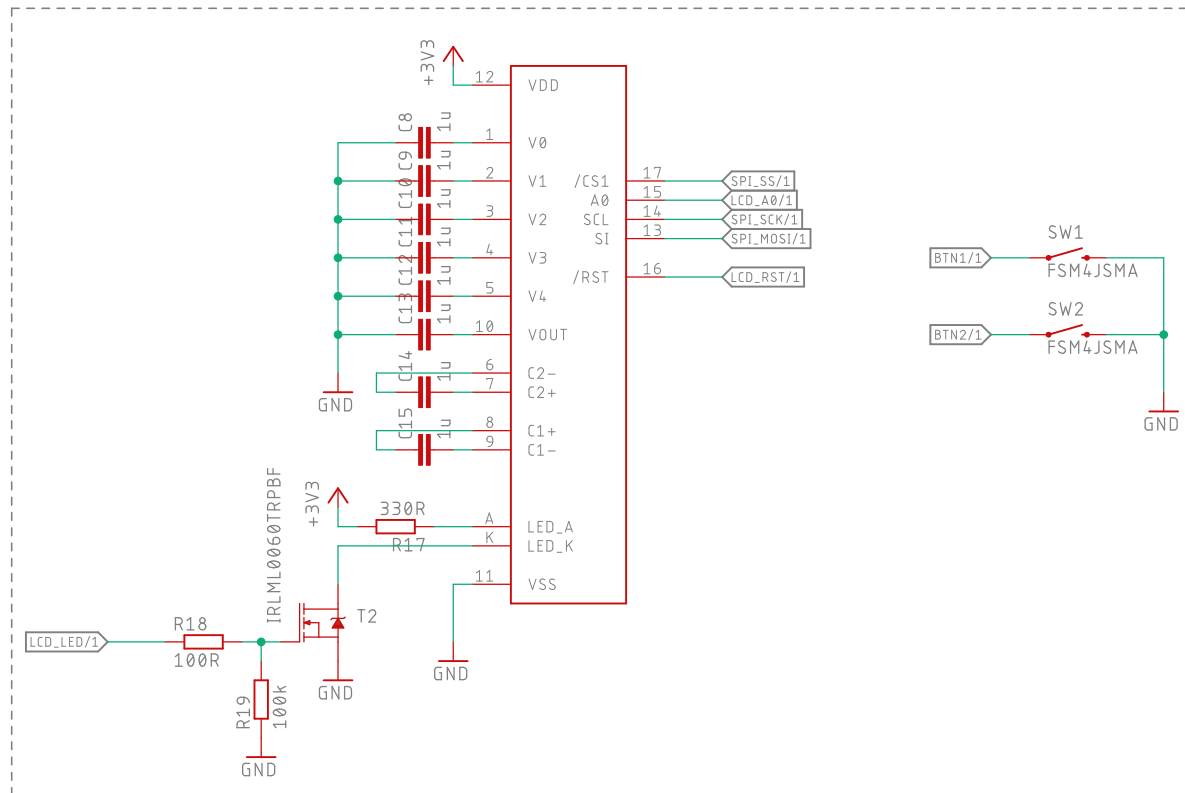 +3V3
12 VDD
C8 1u 1 V0
C9 1u 2 V1
C10 1u 3 V2
C11 1u 4 V3
C12 1u 5 V4
C13 1u 10 VOUT
6 C2-
C14 1u 7 C2+
8 C1+
C15 1u 9 C1-
GND
/CS1 17 SPI_SS/1
A0 15 LCD_A0/1
SCL 14 SPI_SCK/1
SI 13 SPI_MOSI/1
/RST 16 LCD_RST/1
SW1
BTN1/1
FSM4JSMA
SW2
BTN2/1
FSM4JSMA
GND
+3V3
330R
R17
A LED_A
K LED_K
11 VSS
GND
IRLML0060TRPBF
T2
GND
LCD_LED/1
R18
100R
R19
100k
GND